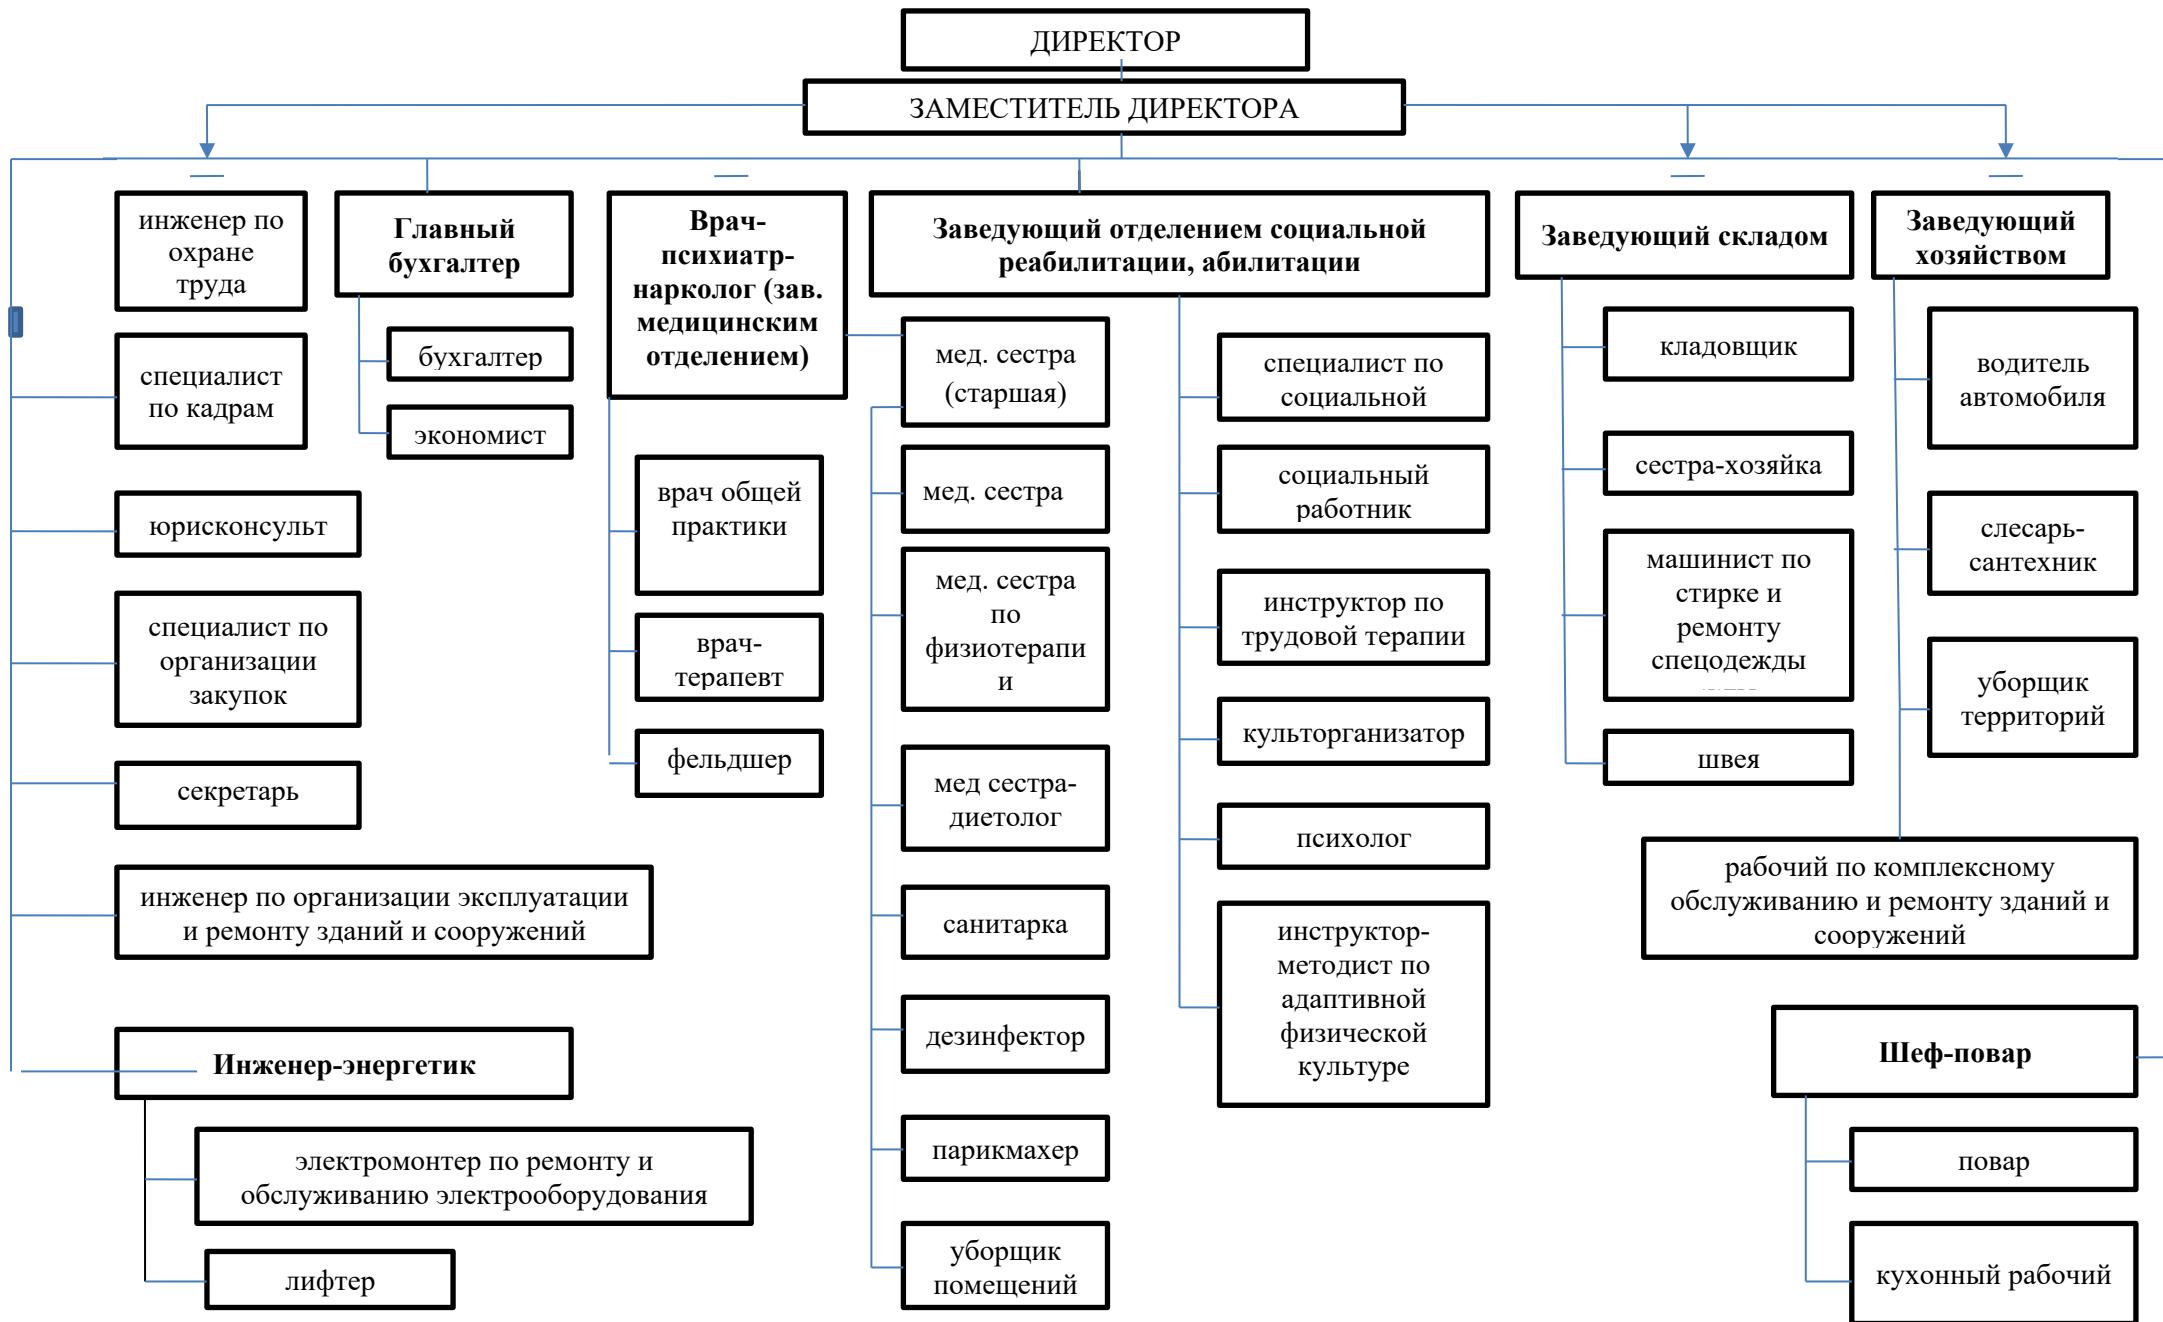 ДИРЕКТОР
ЗАМЕСТИТЕЛЬ ДИРЕКТОРА
инженер по
охране
труда
специалист
по кадрам
юрисконсульт
специалист по
организации
закупок
секретарь
инженер по организации эксплуатации
и ремонту зданий и сооружений
Инженер-энергетик
электромонтер по ремонту и
обслуживанию электрооборудования
лифтер
Главный
бухгалтер
бухгалтер
экономист
Врач-
психиатр-
нарколог (зав.
медицинским
отделением)
врач общей
практики
врач-
терапевт
фельдшер
мед. сестра
(старшая)
мед. сестра
мед. сестра
по
физиотерапи
и
мед сестра-
диетолог
санитарка
дезинфектор
парикмахер
уборщик
помещений
Заведующий отделением социальной
реабилитации, абилитации
специалист по
социальной
социальный
работник
инструктор по
трудовой терапии
культорганизатор
психолог
инструктор-
методист по
адаптивной
физической
культуре
Заведующий складом
кладовщик
сестра-хозяйка
машинист по
стирке и
ремонту
спецодежды
швея
Заведующий
хозяйством
водитель
автомобиля
слесарь-
сантехник
уборщик
территорий
рабочий по комплексному
обслуживанию и ремонту зданий и
сооружений
Шеф-повар
повар
кухонный рабочий